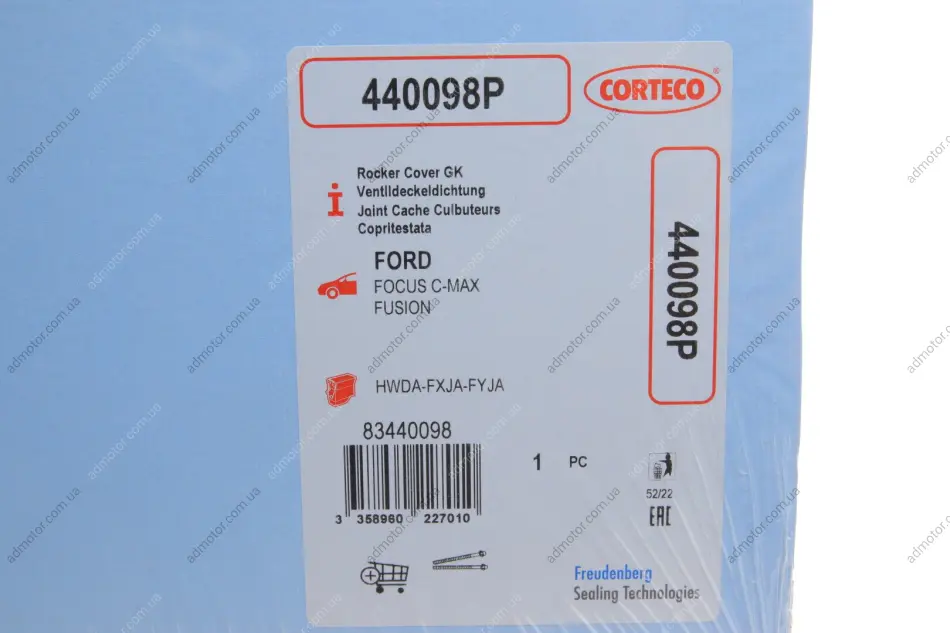 440098P
CORTECO®
Rocker Cover GK
Ventildeckeldichtung
Joint Cache Culbuteurs
Copritestata
FORD
FOCUS C-MAX
FUSION
440098P
HWDA-FXJA-FYJA
83440098
1 PC
3 358960 227010
52/22
EAC
Freudenberg
Sealing Technologies
admotor.com.ua